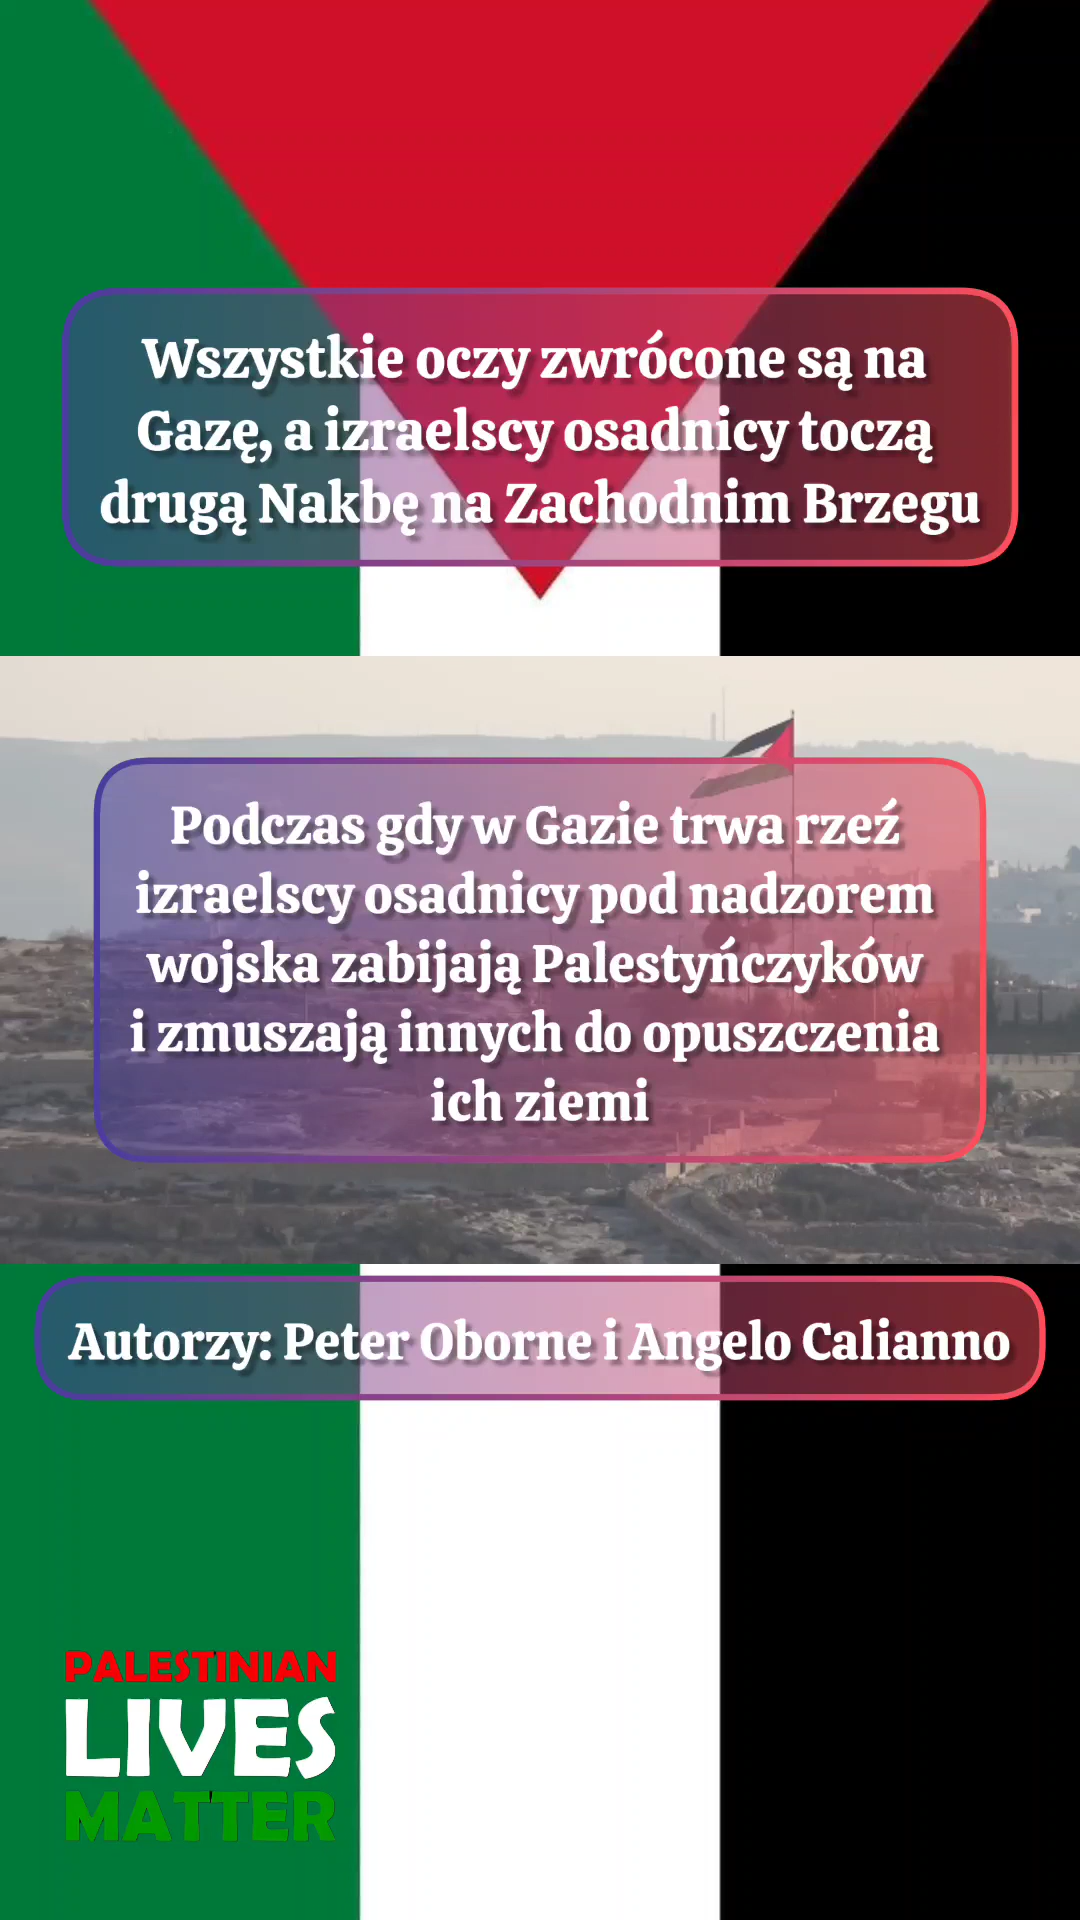 Wszystkie oczy zwrócone są na
Gazę, a izraelscy osadnicy toczą
drugą Nakbę na Zachodnim Brzegu
Podczas gdy w Gazie trwa rzeź
izraelscy osadnicy pod nadzorem
wojska zabijają Palestyńczyków
i zmuszają innych do opuszczenia
ich ziemi
Autorzy: Peter Oborne i Angelo Calianno
PALESTINIAN
LIVES
MATTER